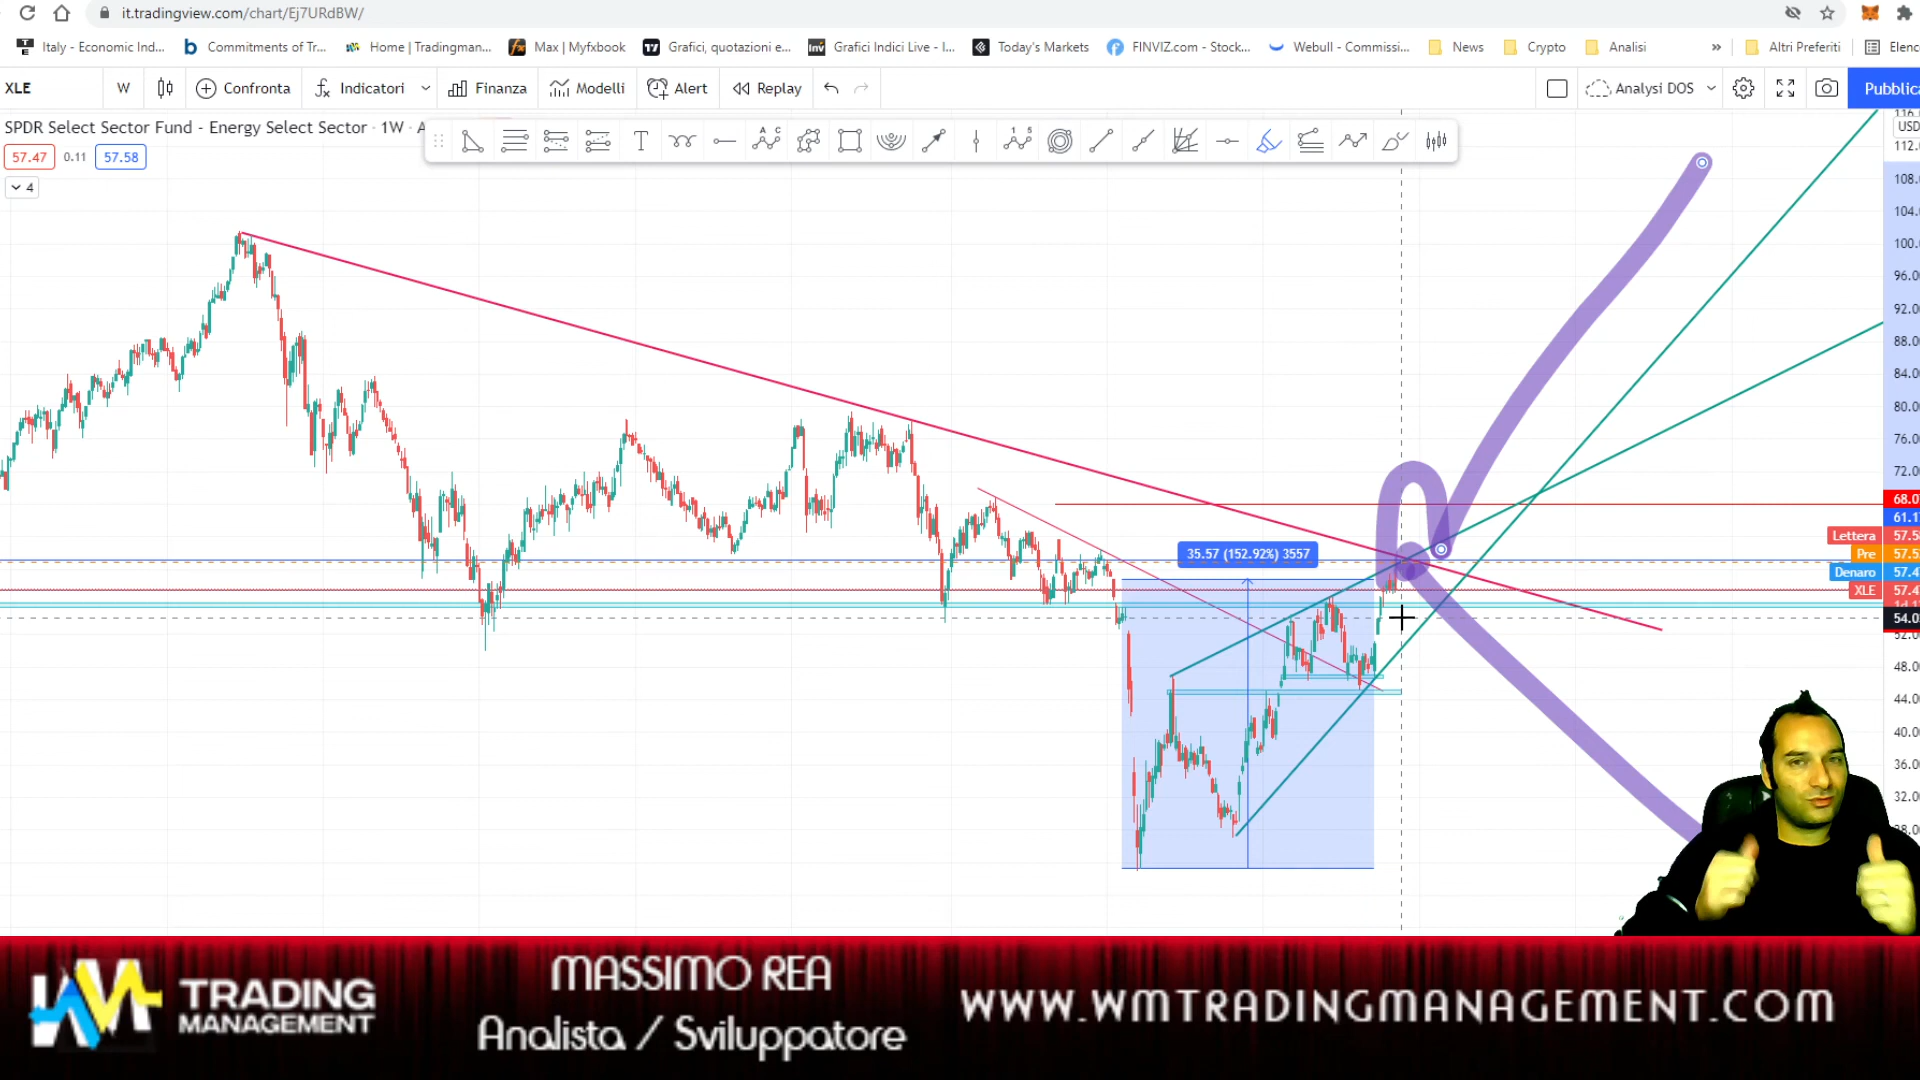 it.tradingview.com/chart/Ej7URdBW/
Italy - Economic Ind...
Commitments of Tr...
Home | Tradingman...
Max | Myfxbook
Grafici, quotazioni e...
Grafici Indici Live - I...
Today's Markets
FINVIZ.com - Stock...
Webull - Commissi...
News
Crypto
Analisi
»
Altri Preferiti
Elenc
XLE
W
Confronta
Indicatori
Finanza
Modelli
Alert
Replay
Analysi DOS
Pubblica
SPDR Select Sector Fund - Energy Select Sector · 1W · A
57.47 0.11 57.58
4
USD
112.
108.
104.
100.
96.0
92.0
88.0
84.0
80.0
76.0
72.0
68.0
61.1
Lettera 57.5
Pre 57.5
Denaro 57.4
XLE 57.4
54.0
52.0
48.0
44.0
40.0
36.0
32.0
35.57 (152.92%) 3557
TRADING
MANAGEMENT
MASSIMO REA
Analista / Sviluppatore
WWW.WMTRADINGMANAGEMENT.COM